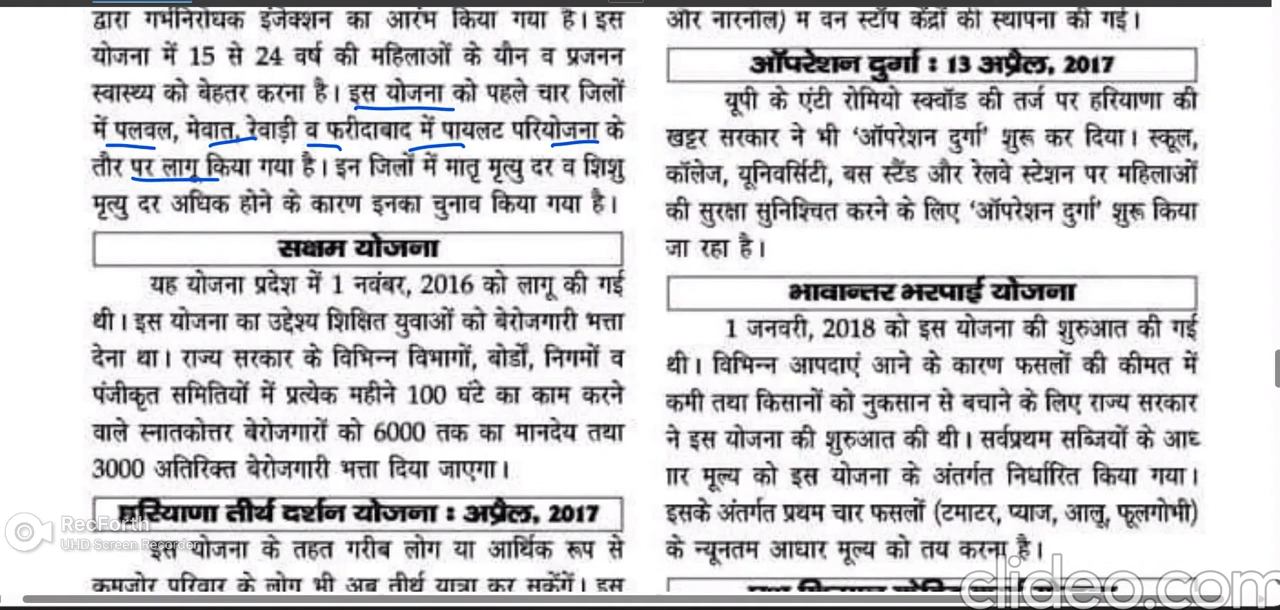 द्वारा गर्भनिरोधक इंजेक्शन का आरंभ किया गया है। इस
योजना में 15 से 24 वर्ष की महिलाओं के यौन व प्रजनन
स्वास्थ्य को बेहतर करना है। इस योजना को पहले चार जिलों
में पलवल, मेवात, रेवाड़ी व फरीदाबाद में पायलट परियोजना के
तौर पर लागू किया गया है। इन जिलों में मातृ मृत्यु दर व शिशु
मृत्यु दर अधिक होने के कारण इनका चुनाव किया गया है।
सक्षम योजना
यह योजना प्रदेश में 1 नवंबर, 2016 को लागू की गई
थी। इस योजना का उद्देश्य शिक्षित युवाओं को बेरोजगारी भत्ता
देना था। राज्य सरकार के विभिन्न विभागों, बोर्डों, निगमों व
पंजीकृत समितियों में प्रत्येक महीने 100 घंटे का काम करने
वाले स्नातकोत्तर बेरोजगारों को 6000 तक का मानदेय तथा
3000 अतिरिक्त बेरोजगारी भत्ता दिया जाएगा।
हरियाणा तीर्थ दर्शन योजना : अप्रैल, 2017
इस योजना के तहत गरीब लोग या आर्थिक रूप से
कमजोर परिवार के लोग भी अब तीर्थ यात्रा कर सकेंगें। इस
और नारनौल) में वन स्टॉप केंद्रों की स्थापना की गई।
ऑपरेशन दुर्गा : 13 अप्रैल, 2017
यूपी के एंटी रोमियो स्क्वॉड की तर्ज पर हरियाणा की
खट्टर सरकार ने भी ‘ऑपरेशन दुर्गा’ शुरू कर दिया। स्कूल,
कॉलेज, यूनिवर्सिटी, बस स्टैंड और रेलवे स्टेशन पर महिलाओं
की सुरक्षा सुनिश्चित करने के लिए ‘ऑपरेशन दुर्गा’ शुरू किया
जा रहा है।
भावान्तर भरपाई योजना
1 जनवरी, 2018 को इस योजना की शुरुआत की गई
थी। विभिन्न आपदाएं आने के कारण फसलों की कीमत में
कमी तथा किसानों को नुकसान से बचाने के लिए राज्य सरकार
ने इस योजना की शुरुआत की थी। सर्वप्रथम सब्जियों के आध
ार मूल्य को इस योजना के अंतर्गत निर्धारित किया गया।
इसके अंतर्गत प्रथम चार फसलों (टमाटर, प्याज, आलू, फूलगोभी)
के न्यूनतम आधार मूल्य को तय करना है।
RecForth
UHD Screen Recorder
clideo.com